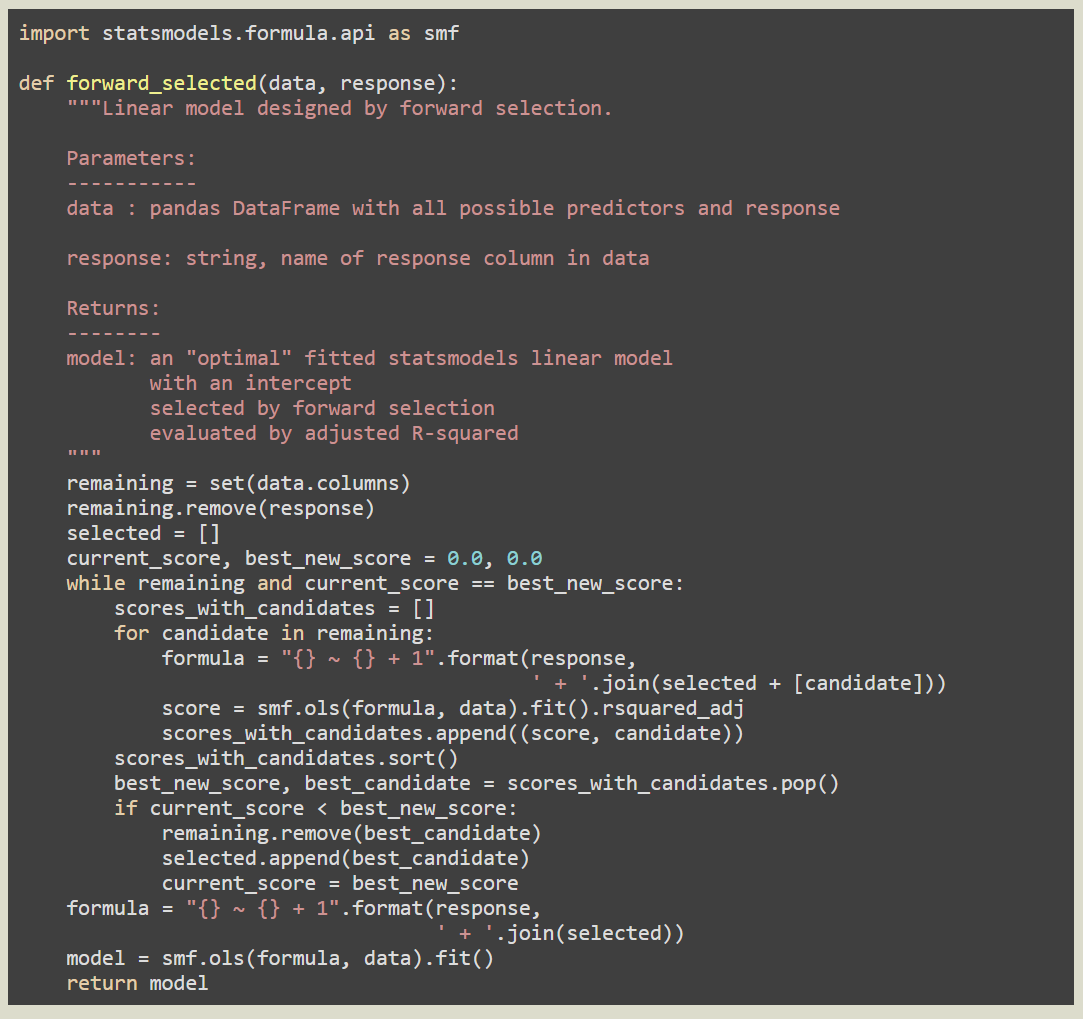 import statsmodels.formula.api as smf

def forward_selected(data, response):
    """Linear model designed by forward selection.

    Parameters:
    -----------
    data : pandas DataFrame with all possible predictors and response

    response: string, name of response column in data

    Returns:
    --------
    model: an "optimal" fitted statsmodels linear model
           with an intercept
           selected by forward selection
           evaluated by adjusted R-squared
    """
    remaining = set(data.columns)
    remaining.remove(response)
    selected = []
    current_score, best_new_score = 0.0, 0.0
    while remaining and current_score == best_new_score:
        scores_with_candidates = []
        for candidate in remaining:
            formula = "{} ~ {} + 1".format(response,
                                           ' + '.join(selected + [candidate]))
            score = smf.ols(formula, data).fit().rsquared_adj
            scores_with_candidates.append((score, candidate))
        scores_with_candidates.sort()
        best_new_score, best_candidate = scores_with_candidates.pop()
        if current_score < best_new_score:
            remaining.remove(best_candidate)
            selected.append(best_candidate)
            current_score = best_new_score
    formula = "{} ~ {} + 1".format(response,
                                   ' + '.join(selected))
    model = smf.ols(formula, data).fit()
    return model